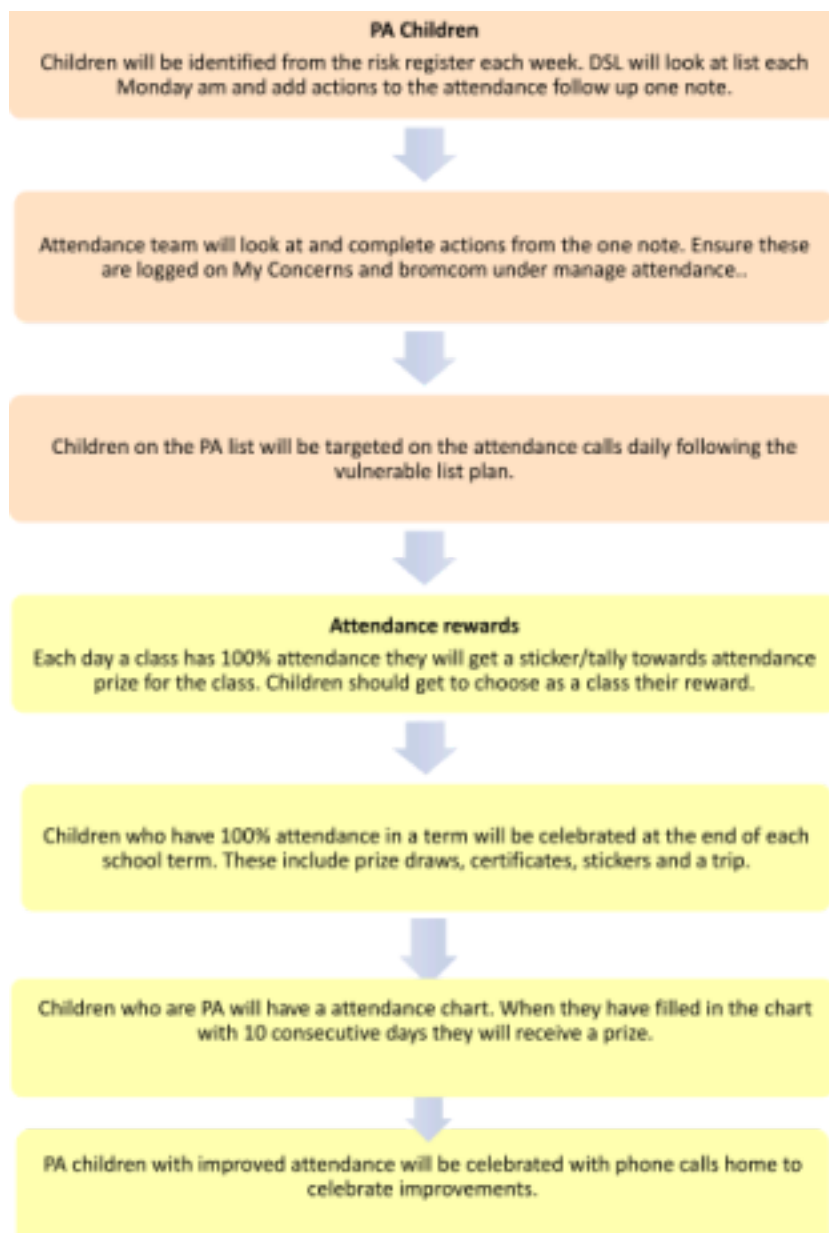 PA Children
Children will be identified from the risk register each week. DSL will look at list each
Monday am and add actions to the attendance follow up one note.
Attendance team will look at and complete actions from the one note. Ensure these
are logged on My Concerns and bromcom under manage attendance..
Children on the PA list will be targeted on the attendance calls daily following the
vulnerable list plan.
Attendance rewards
Each day a class has 100% attendance they will get a sticker/tally towards attendance
prize for the class. Children should get to choose as a class their reward.
Children who have 100% attendance in a term will be celebrated at the end of each
school term. These include prize draws, certificates, stickers and a trip.
Children who are PA will have a attendance chart. When they have filled in the chart
with 10 consecutive days they will receive a prize.
PA children with improved attendance will be celebrated with phone calls home to
celebrate improvements.